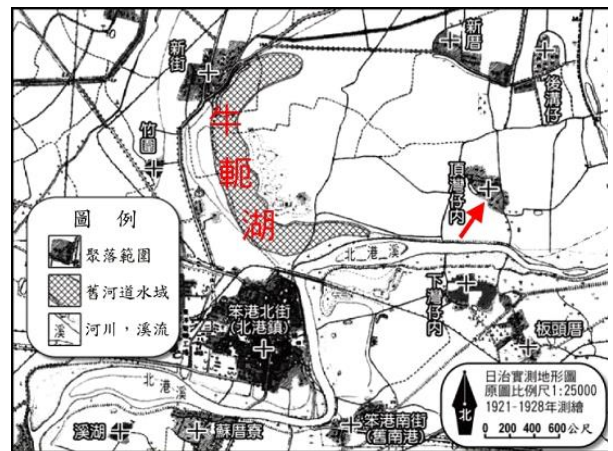 新街
新厝
後溝仔
竹園
牛
軛
湖
頂灣仔內
北港溪
下灣仔內
板頭厝
笨港北街
(北港鎮)
北港溪
溪湖
蘇厝寮
笨港南街
(舊南港)
圖 例
聚落範圍
舊河道水域
溪 河川,溪流
北
日治實測地形圖
原圖比例尺1:25000
1921-1928年測繪
0 200 400 600公尺